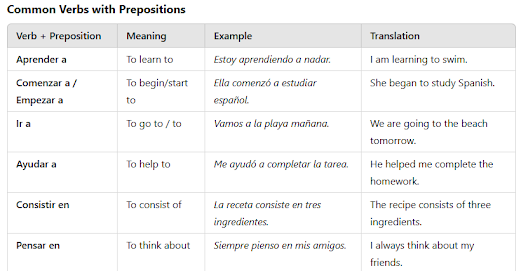 Common Verbs with Prepositions
Verb + Preposition Meaning Example Translation
Aprender a To learn to Estoy aprendiendo a nadar. I am learning to swim.
Comenzar a / To begin/start Ella comenzó a estudiar She began to study Spanish.
Empezar a to español.
Ir a To go to / to Vamos a la playa mañana. We are going to the beach
tomorrow.
Ayudar a To help to Me ayudó a completar la tarea. He helped me complete the
homework.
Consistir en To consist of La receta consiste en tres The recipe consists of three
ingredientes. ingredients.
Pensar en To think about Siempre pienso en mis amigos. I always think about my
friends.